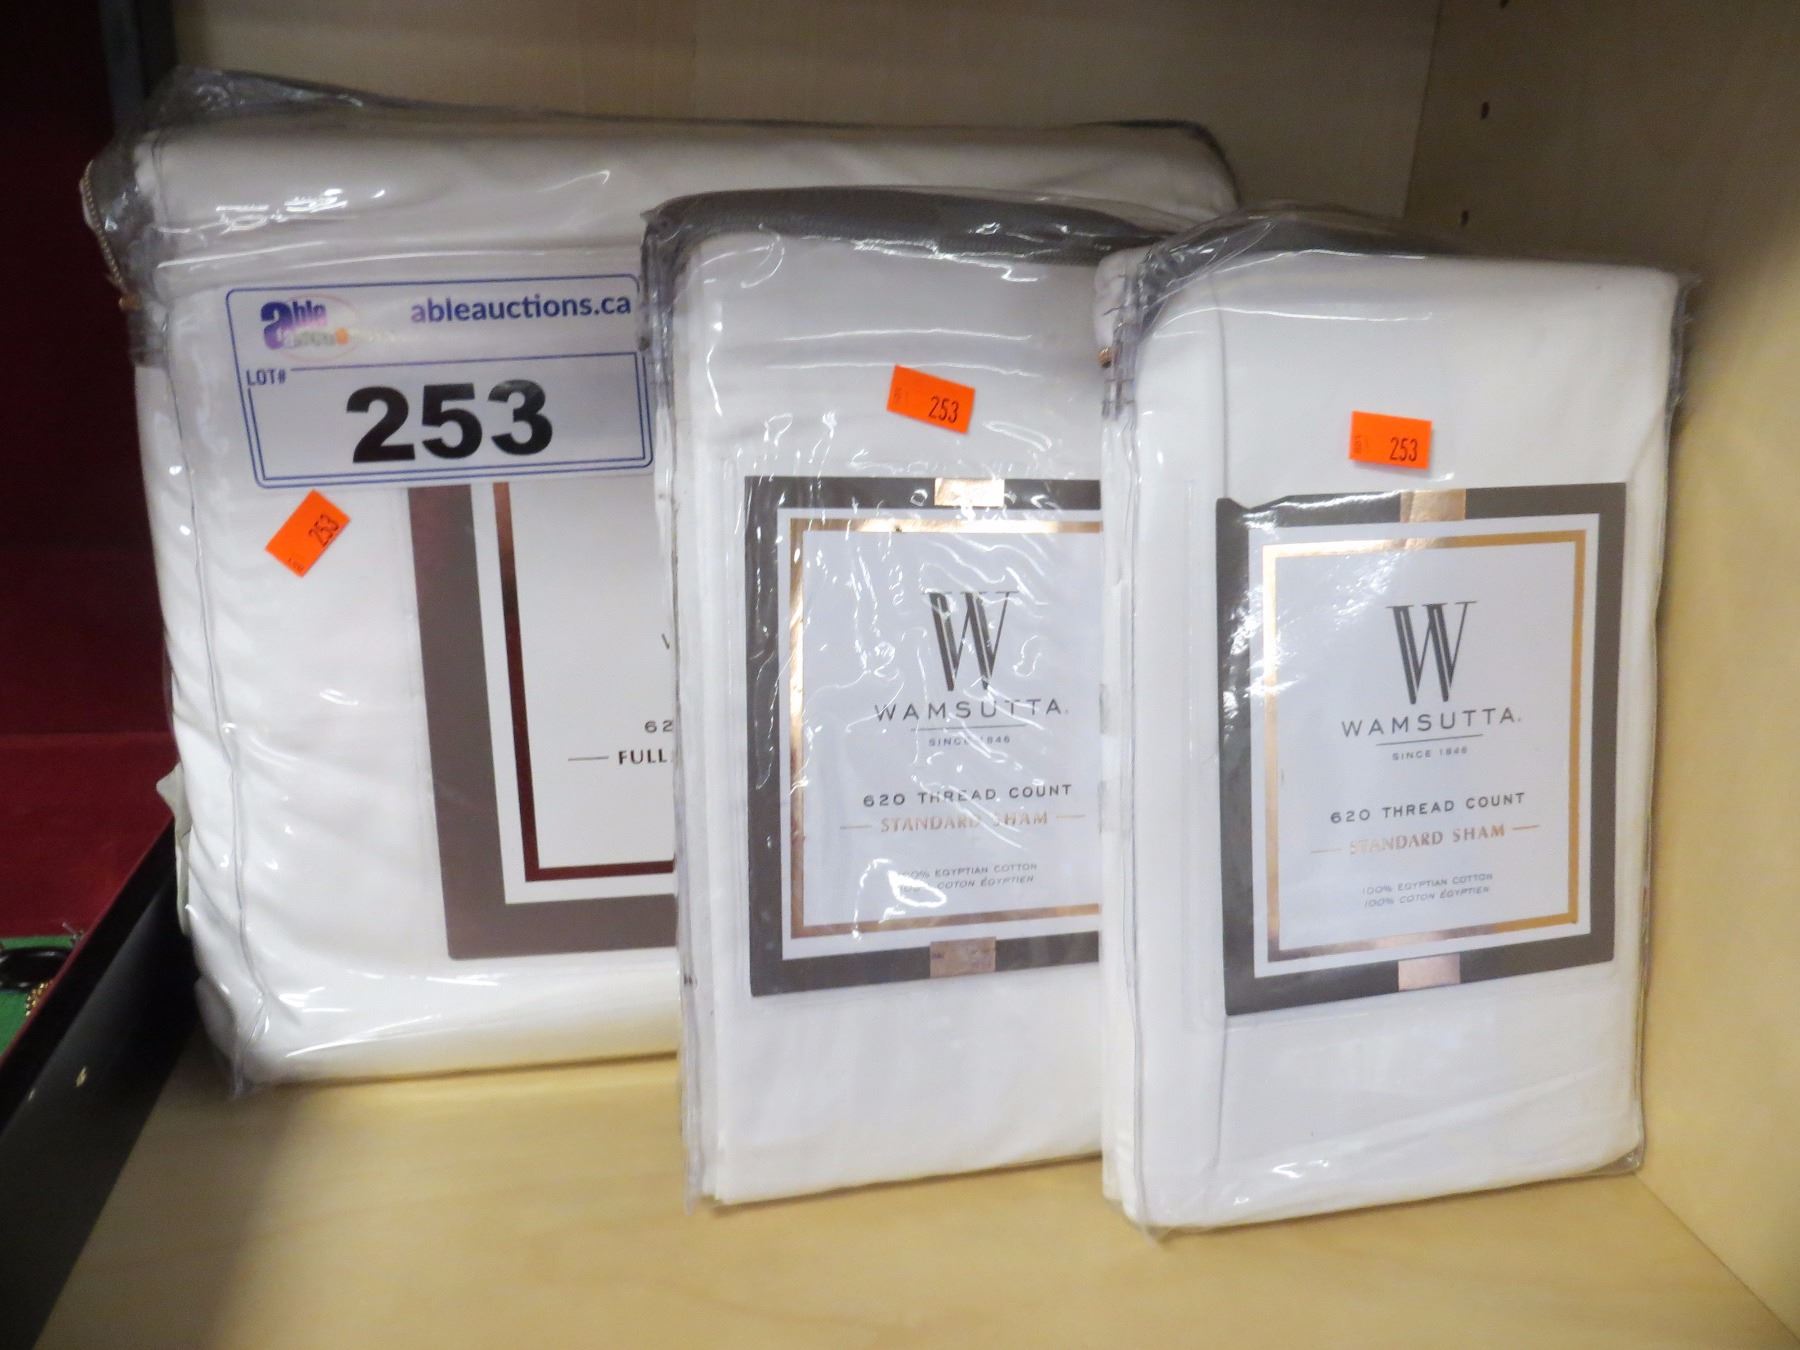 able
ableauctions.ca
LOT#
253
253
62
FULL
253
W
WAMSUTTA.
SINCE 1846
620 THREAD COUNT
STANDARD SHAM
100% EGYPTIAN COTTON
100% COTON ÉGYPTIEN
253
W
WAMSUTTA.
SINCE 1846
620 THREAD COUNT
STANDARD SHAM
100% EGYPTIAN COTTON
100% COTON ÉGYPTIEN